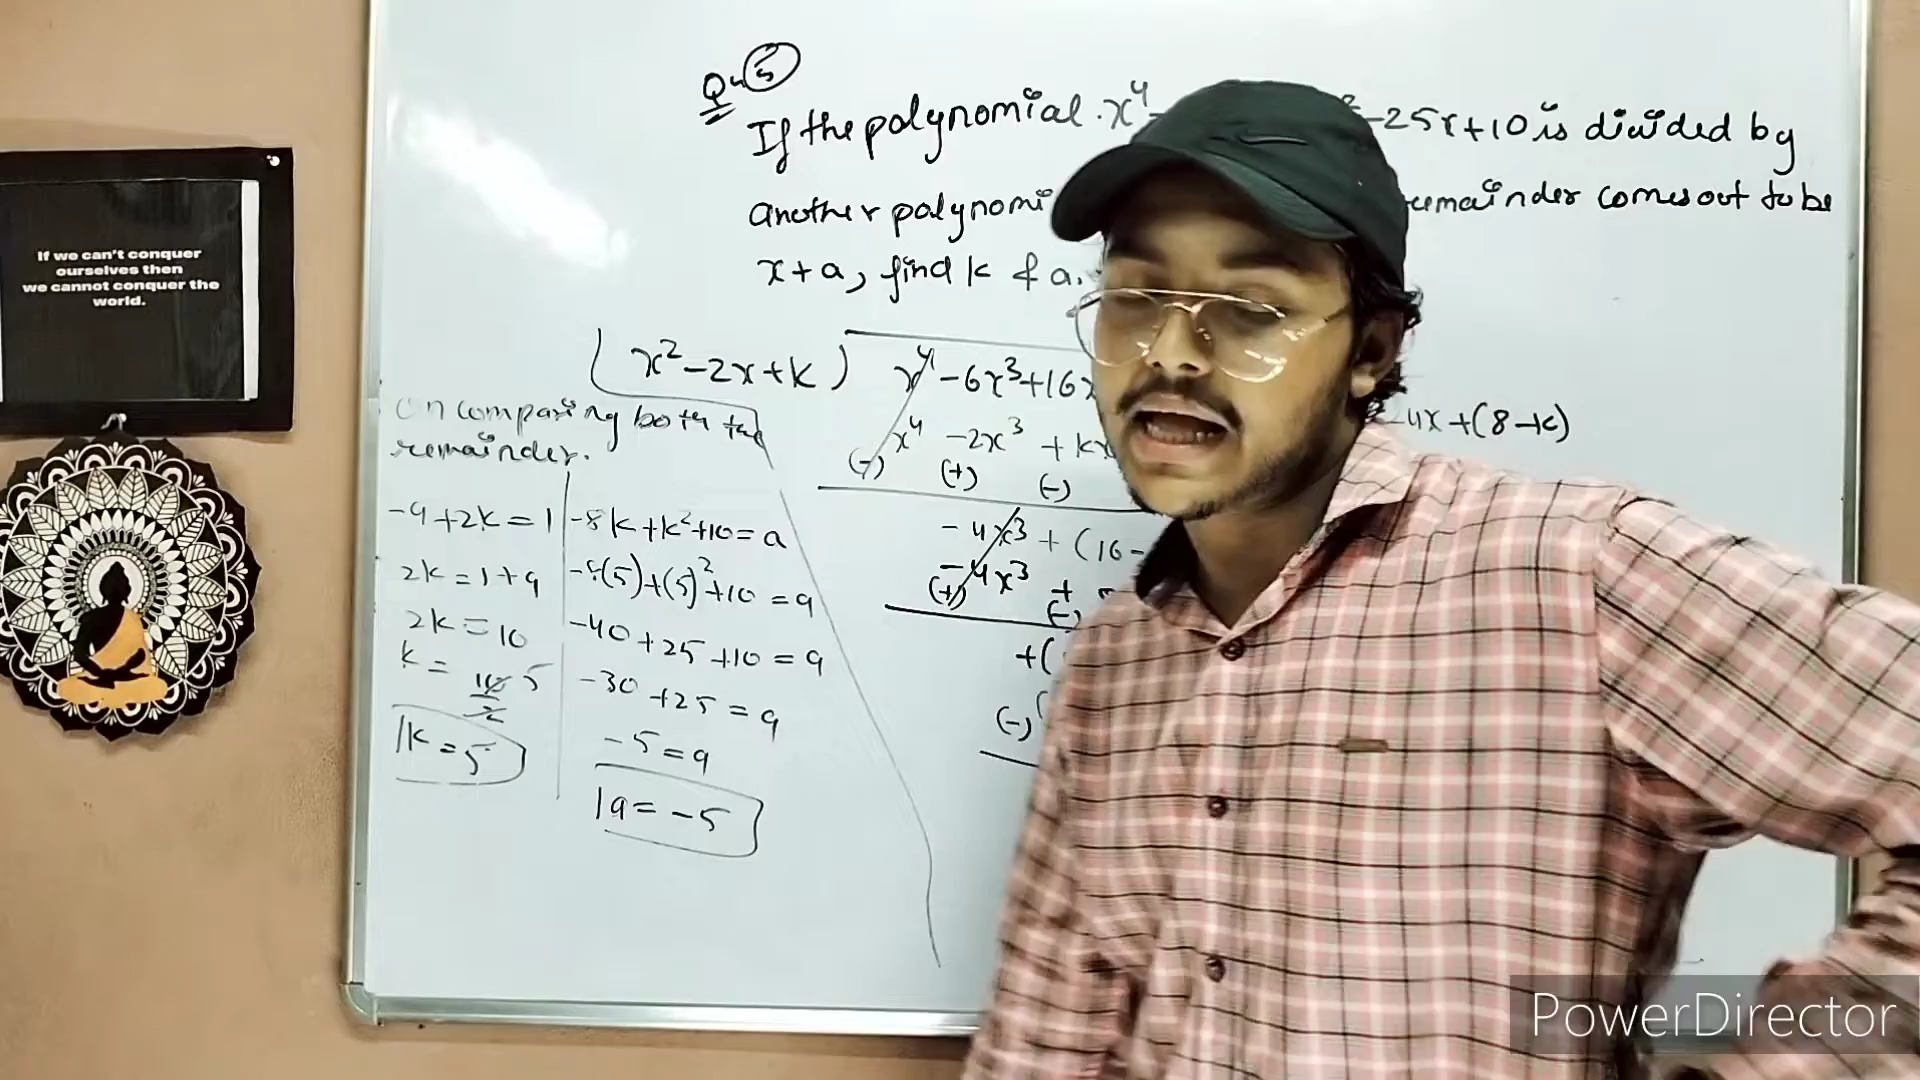 Q. 5
If the polynomial x⁴ - -25x+10 is divided by
another polynomi remainder comes out to be
x+a, find k & a.
x²-2x+k ) x⁴ -6x³+16x
-4x+(8-k)
x⁴ -2x³ + kx
(-) (+) (-)
-4x³ + (16-
-4x³ +
(+) (-)
+(
(-)
On comparing both the
remainder.
-9+2k=1
2k=1+9
2k=10
k= 10 5
2
k=5
-8k+k²+10=a
-8(5)+(5)²+10=a
-40+25+10=a
-30+25=a
-5=a
a=-5
If we can't conquer
ourselves then
we cannot conquer the
world.
PowerDirector